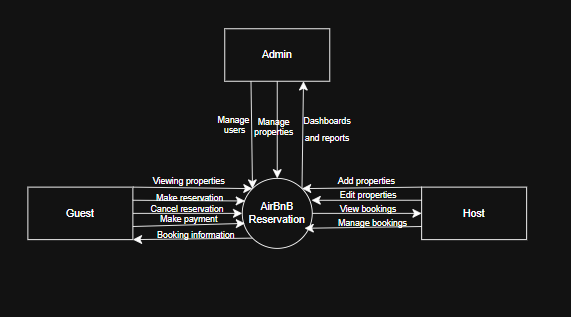 Admin
Manage
users
Manage
properties
Dashboards
and reports
Viewing properties
Make reservation
Cancel reservation
Make payment
Booking information
Guest
AirBnB
Reservation
Add properties
Edit properties
View bookings
Manage bookings
Host